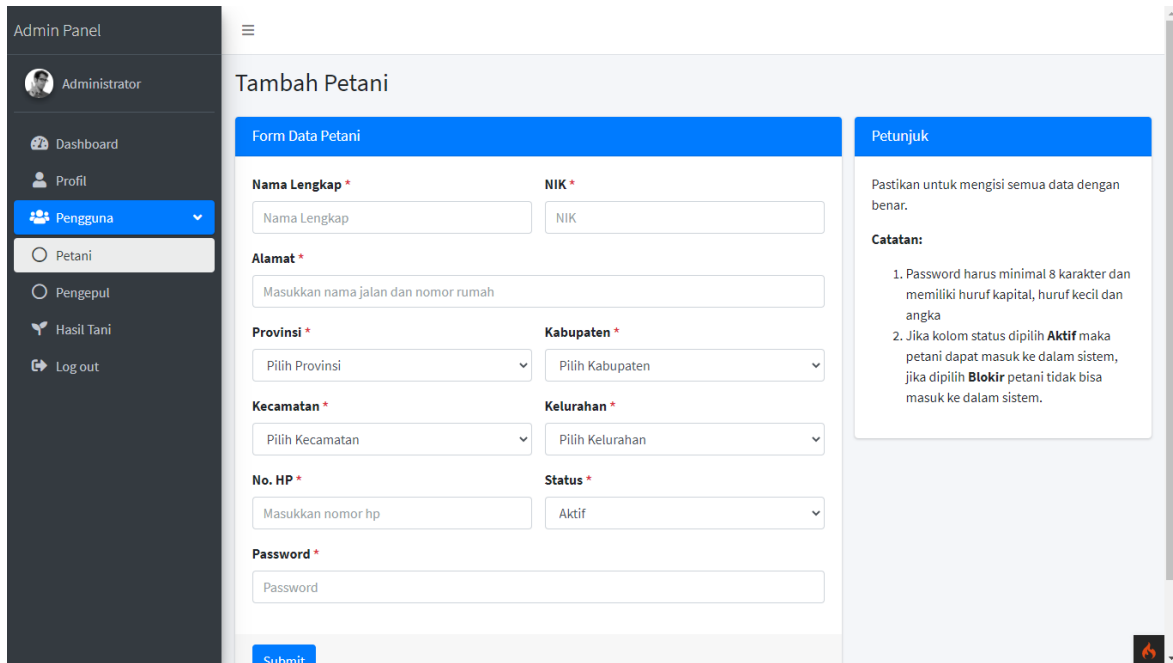 Admin Panel
Administrator
Dashboard
Profil
Pengguna
Petani
Pengepul
Hasil Tani
Log out
Tambah Petani
Form Data Petani
Nama Lengkap *
NIK *
Nama Lengkap
NIK
Alamat *
Masukkan nama jalan dan nomor rumah
Provinsi *
Kabupaten *
Pilih Provinsi
Pilih Kabupaten
Kecamatan *
Kelurahan *
Pilih Kecamatan
Pilih Kelurahan
No. HP *
Status *
Masukkan nomor hp
Aktif
Password *
Password
Submit
Petunjuk
Pastikan untuk mengisi semua data dengan
benar.
Catatan:
1. Password harus minimal 8 karakter dan
memiliki huruf kapital, huruf kecil dan
angka
2. Jika kolom status dipilih Aktif maka
petani dapat masuk ke dalam sistem,
jika dipilih Blokir petani tidak bisa
masuk ke dalam sistem.